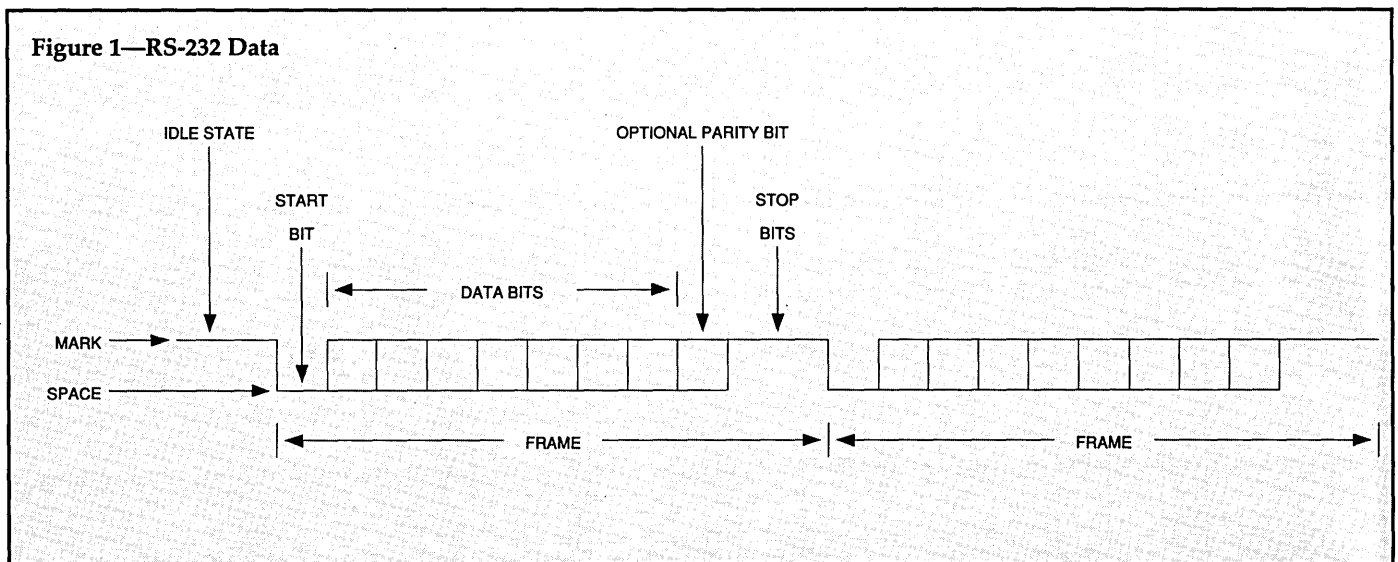 Figure 1—RS-232 Data
IDLE STATE
OPTIONAL PARITY BIT
START
BIT
STOP
BITS
DATA BITS
MARK
SPACE
FRAME
FRAME